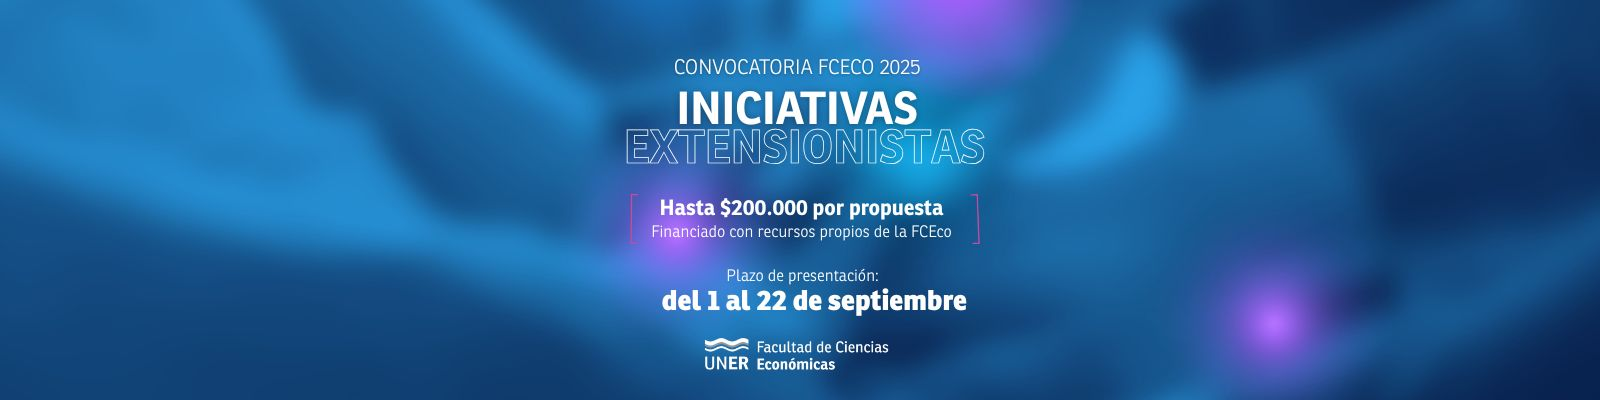 CONVOCATORIA FCECO 2025
INICIATIVAS
EXTENSIONISTAS
Hasta $200.000 por propuesta
Financiado con recursos propios de la FCEco
Plazo de presentación:
del 1 al 22 de septiembre
UNER
Facultad de Ciencias
Económicas